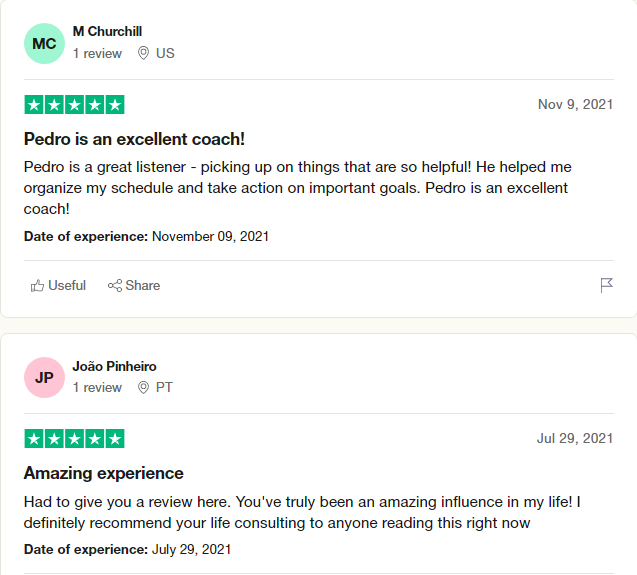 MC
M Churchill
1 review US
Nov 9, 2021
Pedro is an excellent coach!
Pedro is a great listener - picking up on things that are so helpful! He helped me
organize my schedule and take action on important goals. Pedro is an excellent
coach!
Date of experience: November 09, 2021
Useful Share
JP
João Pinheiro
1 review PT
Jul 29, 2021
Amazing experience
Had to give you a review here. You've truly been an amazing influence in my life! I
definitely recommend your life consulting to anyone reading this right now
Date of experience: July 29, 2021